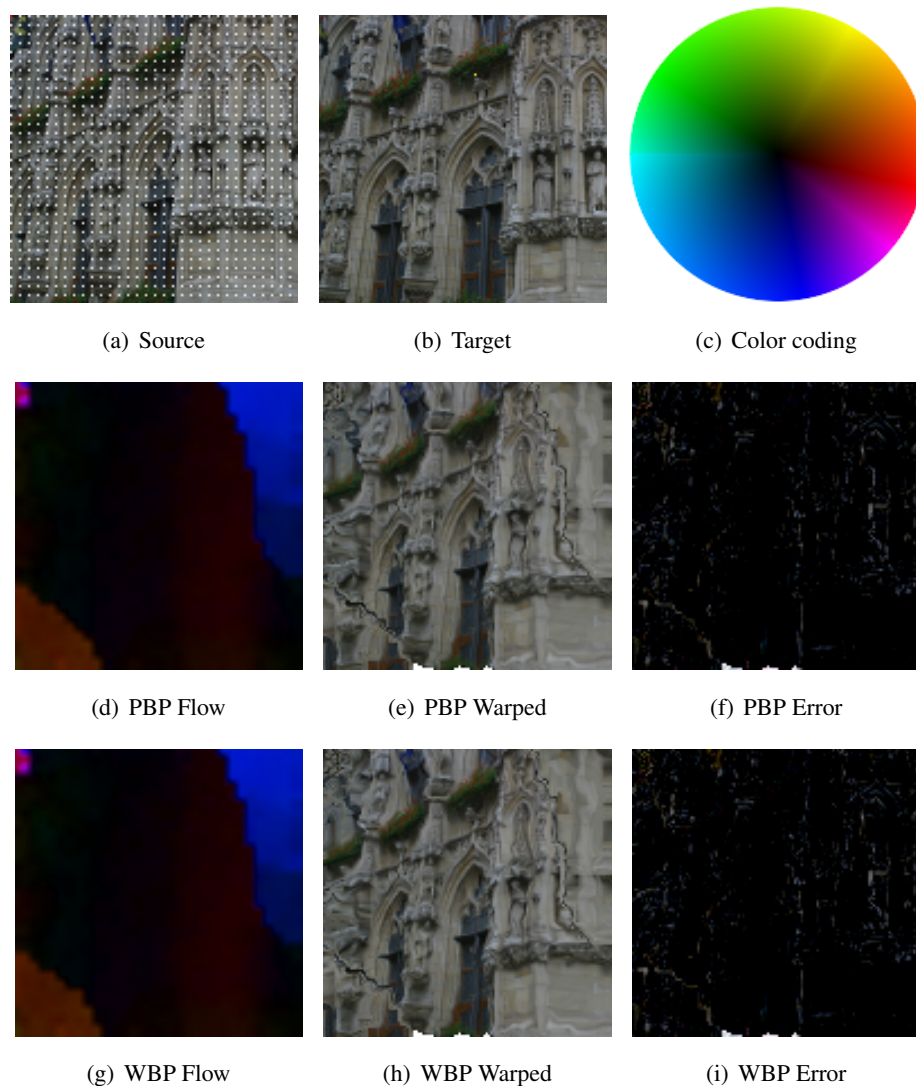 (a) Source
(b) Target
(c) Color coding
(d) PBP Flow
(e) PBP Warped
(f) PBP Error
(g) WBP Flow
(h) WBP Warped
(i) WBP Error